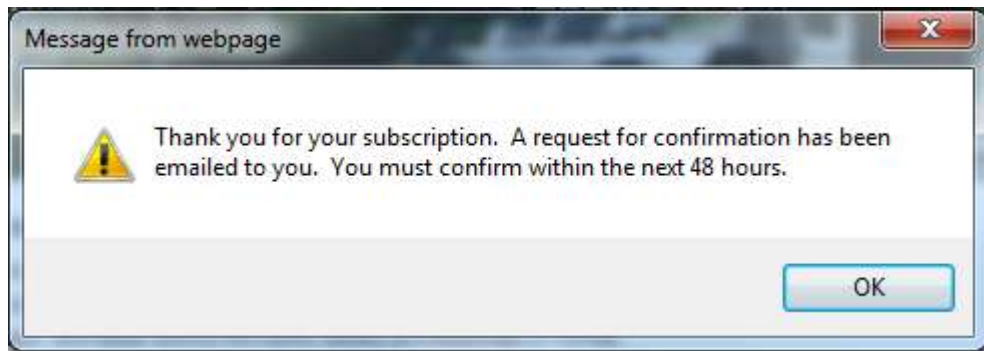 Message from webpage
Thank you for your subscription.  A request for confirmation has been
emailed to you.  You must confirm within the next 48 hours.
OK